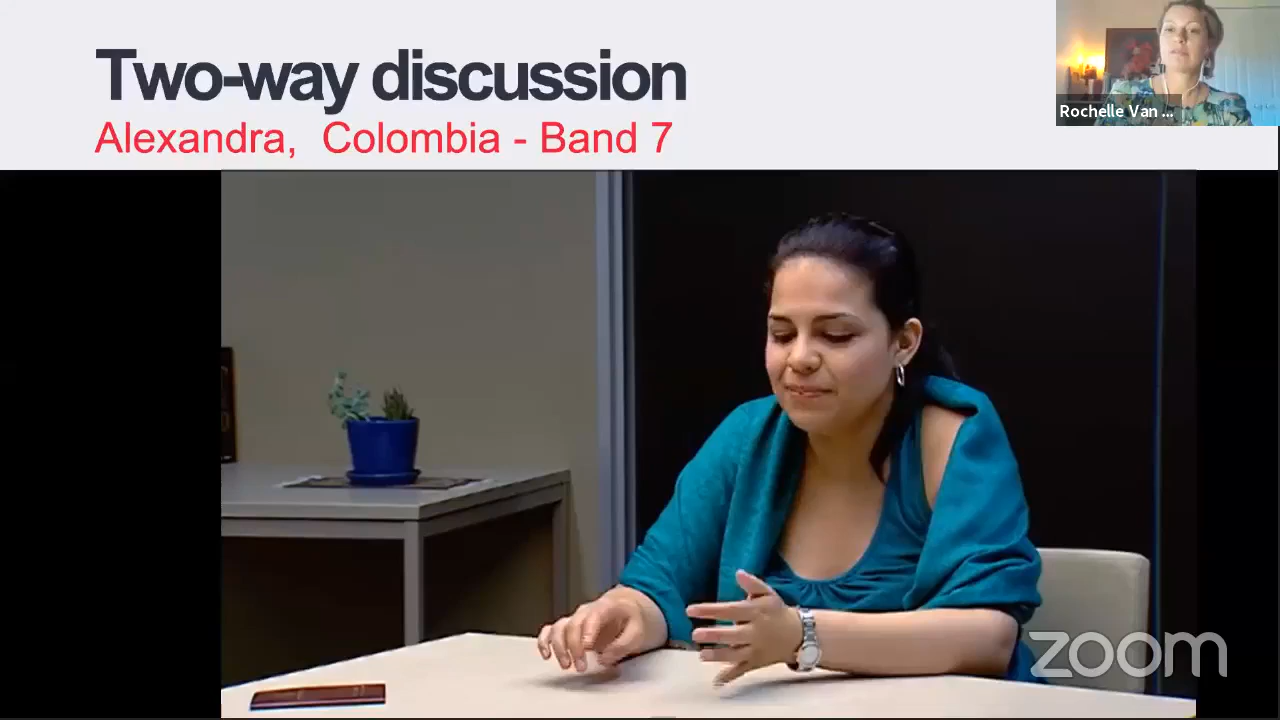 Two-way discussion
Alexandra, Colombia - Band 7
Rochelle Van ...
zoom